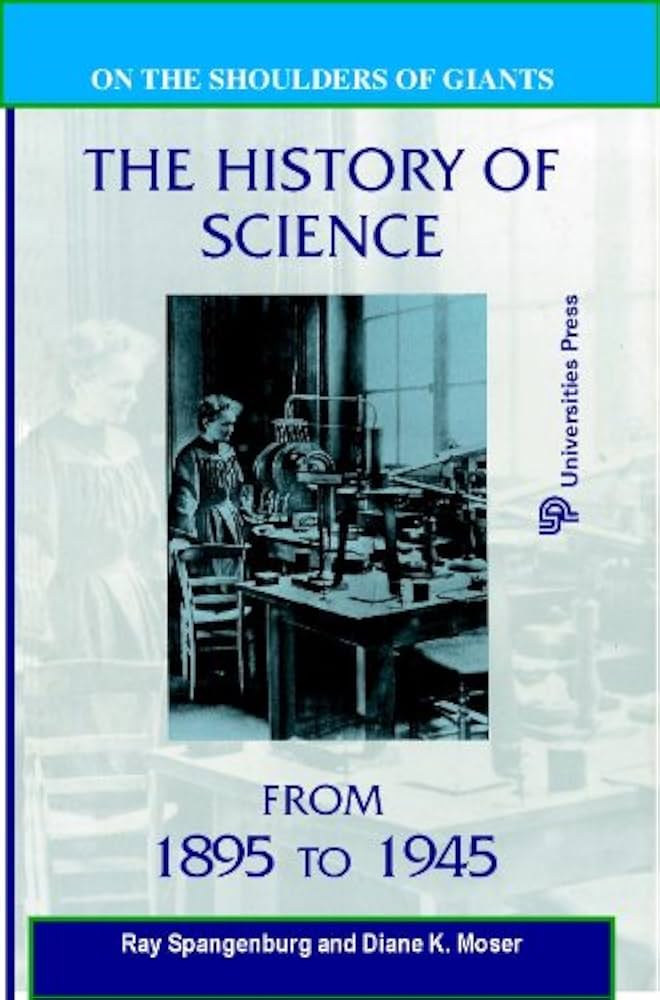 ON THE SHOULDERS OF GIANTS
THE HISTORY OF
SCIENCE
Universities Press
FROM
1895 TO 1945
Ray Spangenburg and Diane K. Moser